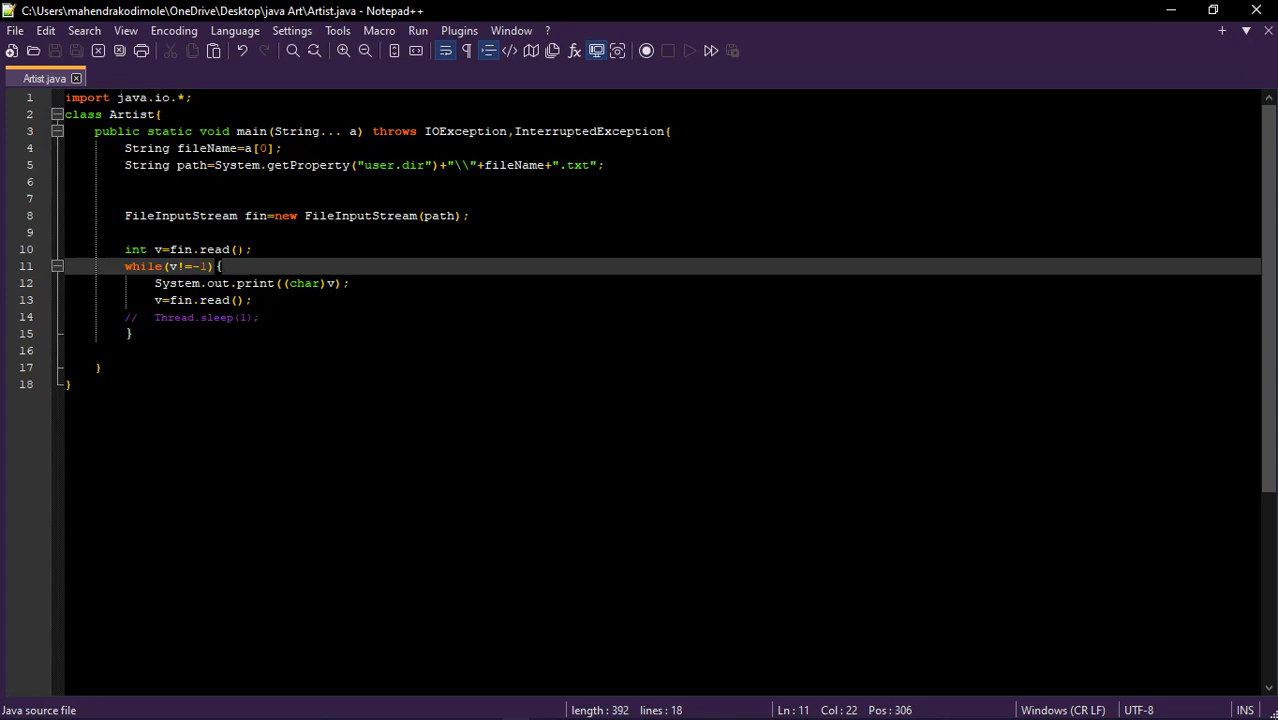 C:\Users\mahendrakodimole\OneDrive\Desktop\java Art\Artist.java - Notepad++
File Edit Search View Encoding Language Settings Tools Macro Run Plugins Window ?
Artist.java
1 import java.io.*;
2 class Artist{
3 public static void main(String... a) throws IOException,InterruptedException{
4 String fileName=a[0];
5 String path=System.getProperty("user.dir")+"\\"+fileName+".txt";
6
7
8 FileInputStream fin=new FileInputStream(path);
9
10 int v=fin.read();
11 while(v!=-1){
12 System.out.print((char)v);
13 v=fin.read();
14 // Thread.sleep(1);
15 }
16
17 }
18 }
Java source file length : 392 lines : 18 Ln : 11 Col : 22 Pos : 306 Windows (CR LF) UTF-8 INS